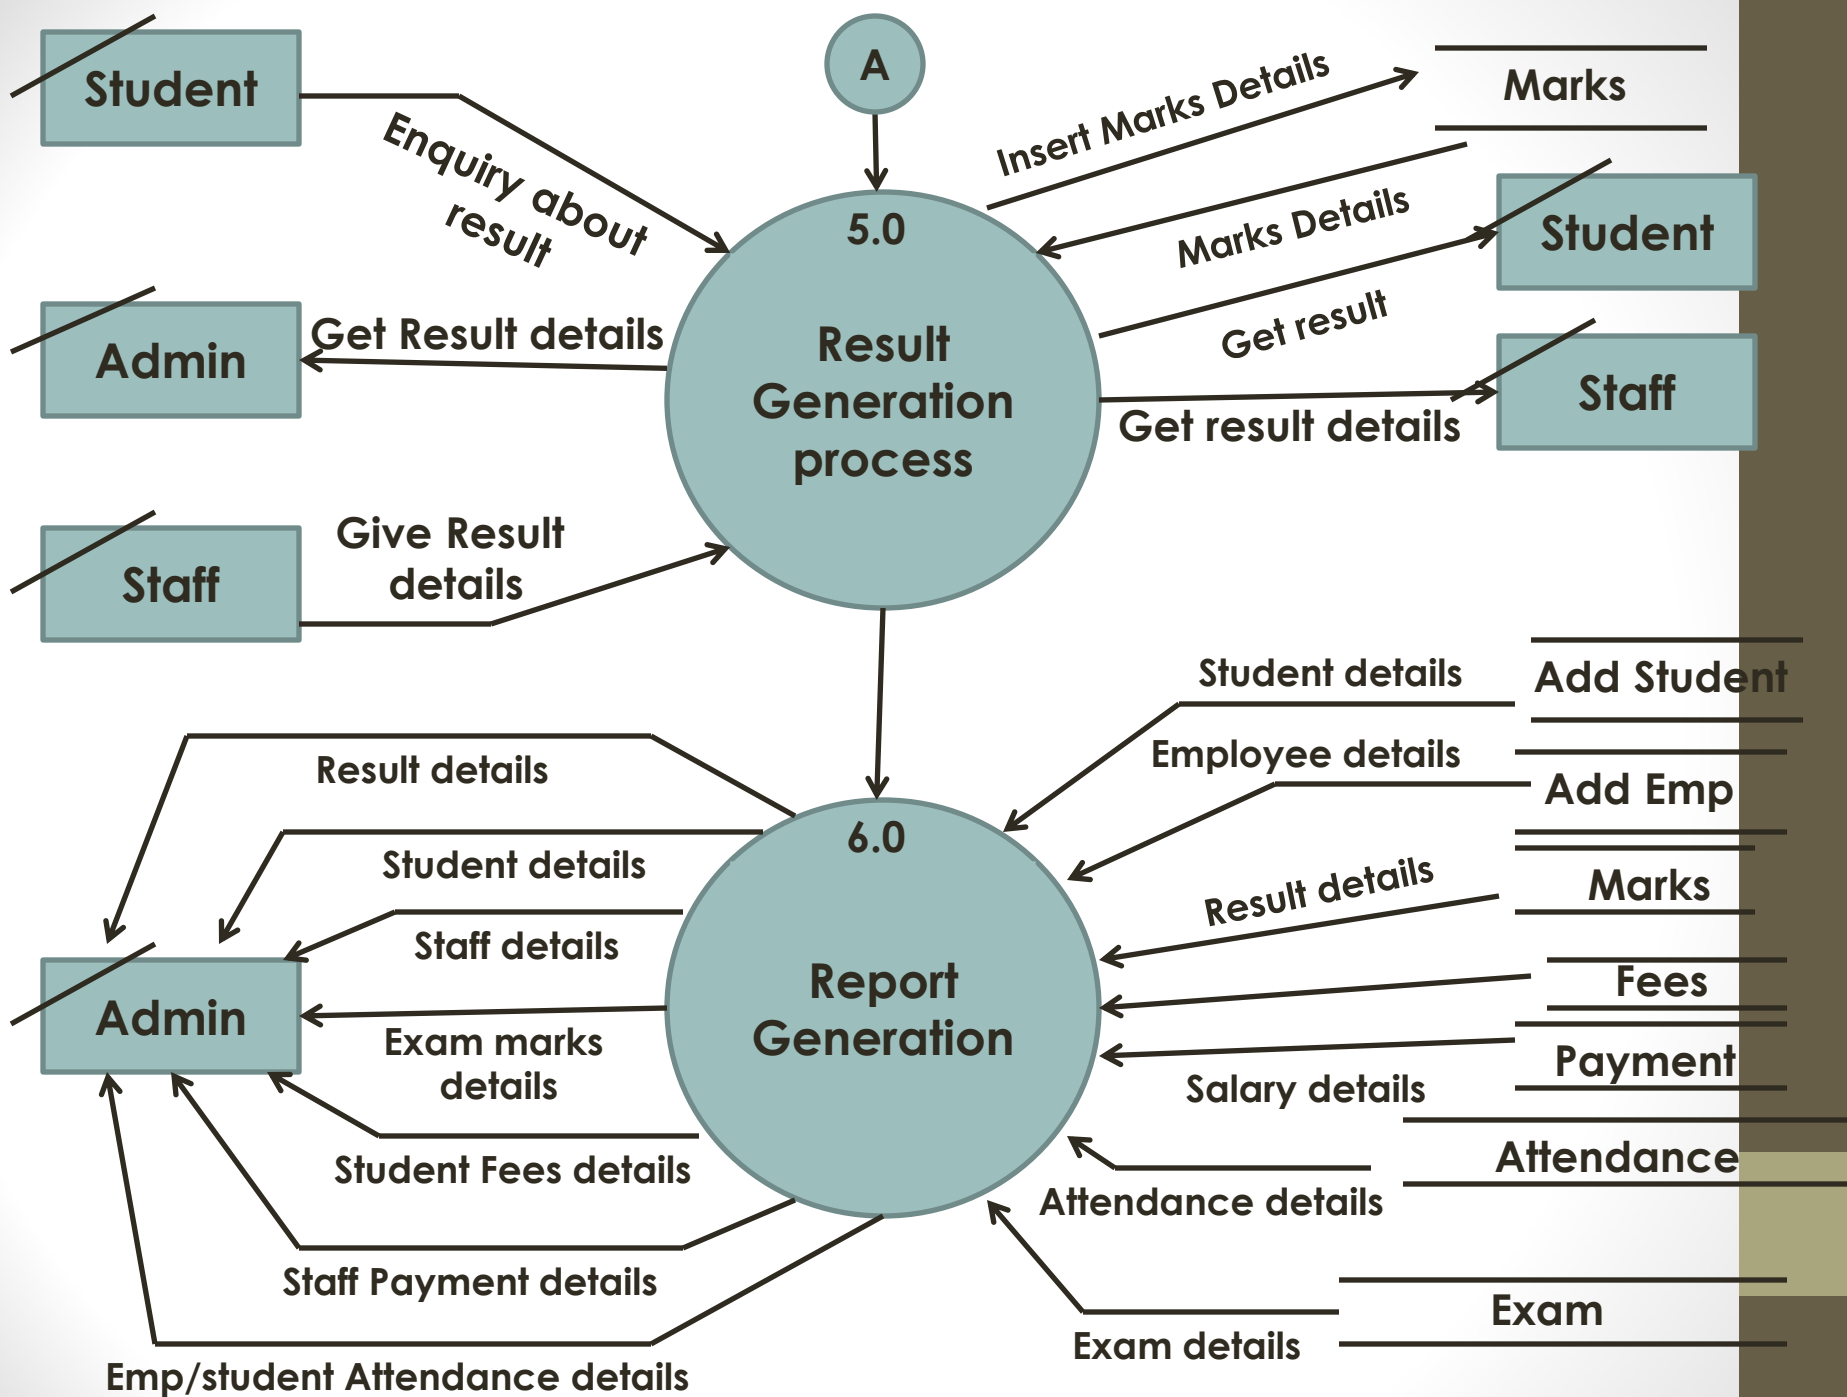 Student
A
Insert Marks Details
Marks
Enquiry about
result
5.0
Marks Details
Student
Get result
Admin
Get Result details
Result
Generation
process
Staff
Get result details
Staff
Give Result
details
Student details
Add Student
Result details
Employee details
Add Emp
6.0
Student details
Result details
Marks
Staff details
Report
Generation
Fees
Admin
Exam marks
details
Payment
Salary details
Student Fees details
Attendance
Attendance details
Staff Payment details
Exam
Exam details
Emp/student Attendance details